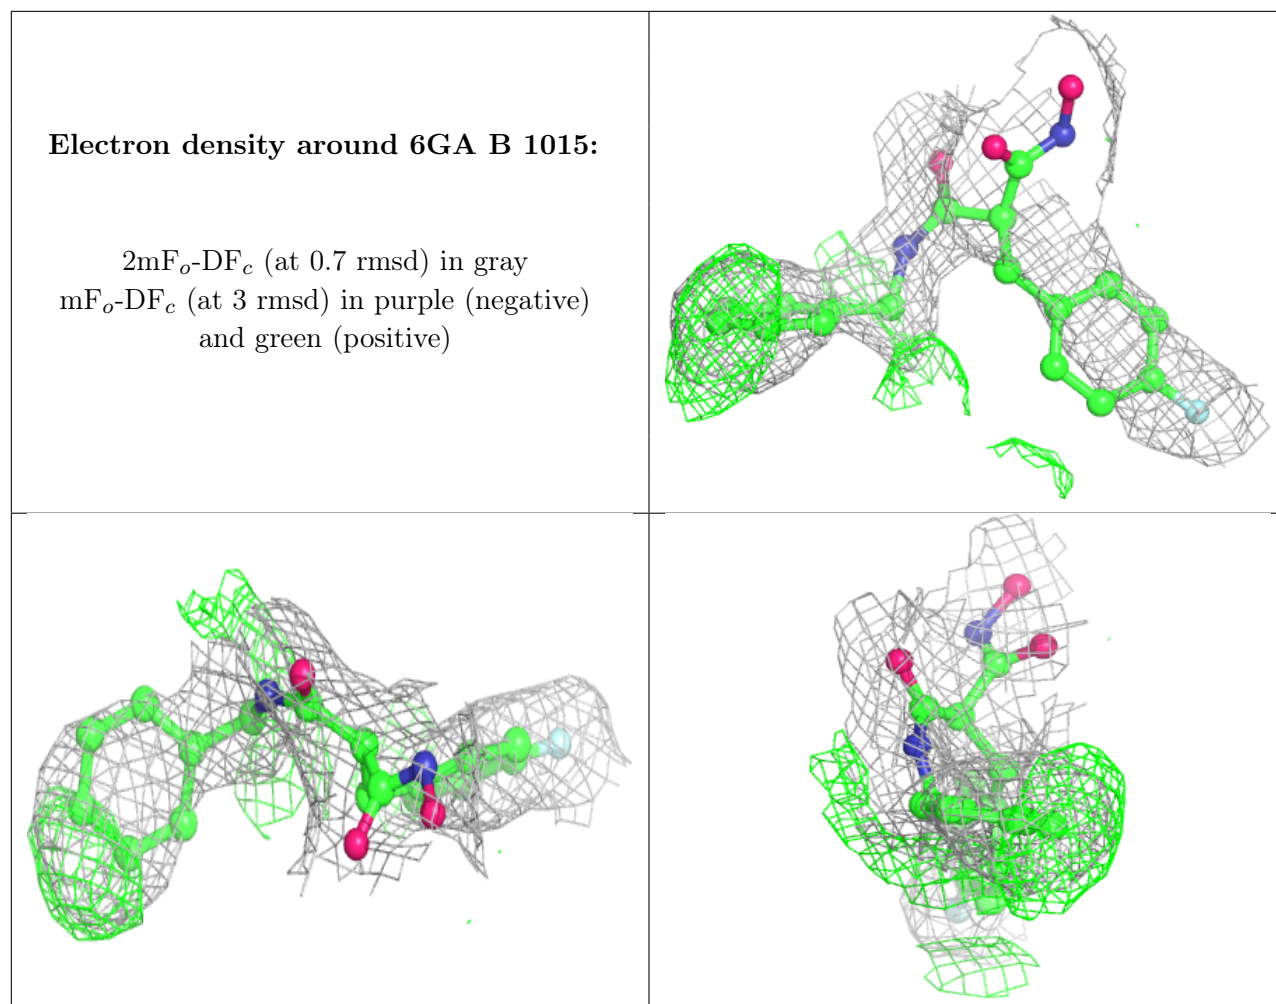 Electron density around 6GA B 1015:
2mFo-DFc (at 0.7 rmsd) in gray
mFo-DFc (at 3 rmsd) in purple (negative)
and green (positive)